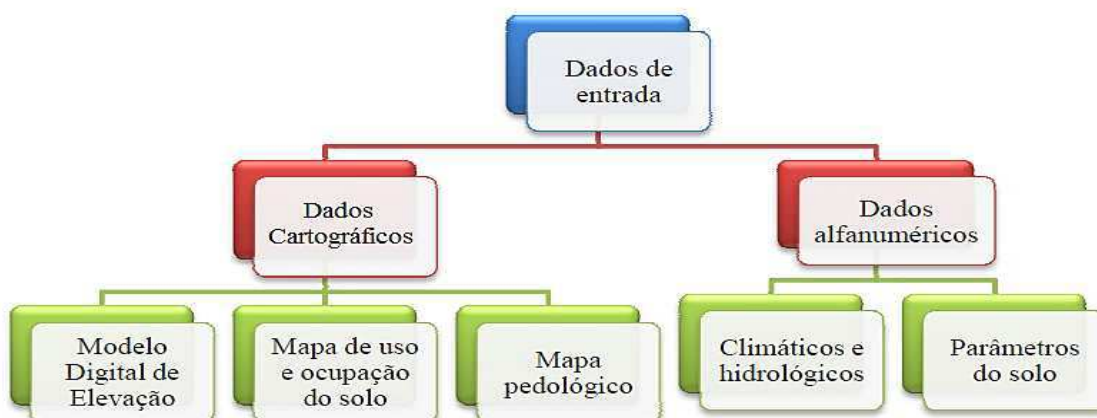 Dados de
entrada
Dados
Cartográficos
Dados
alfanuméricos
Modelo
Digital de
Elevação
Mapa de uso
e ocupação
do solo
Mapa
pedológico
Climáticos e
hidrológicos
Parâmetros
do solo